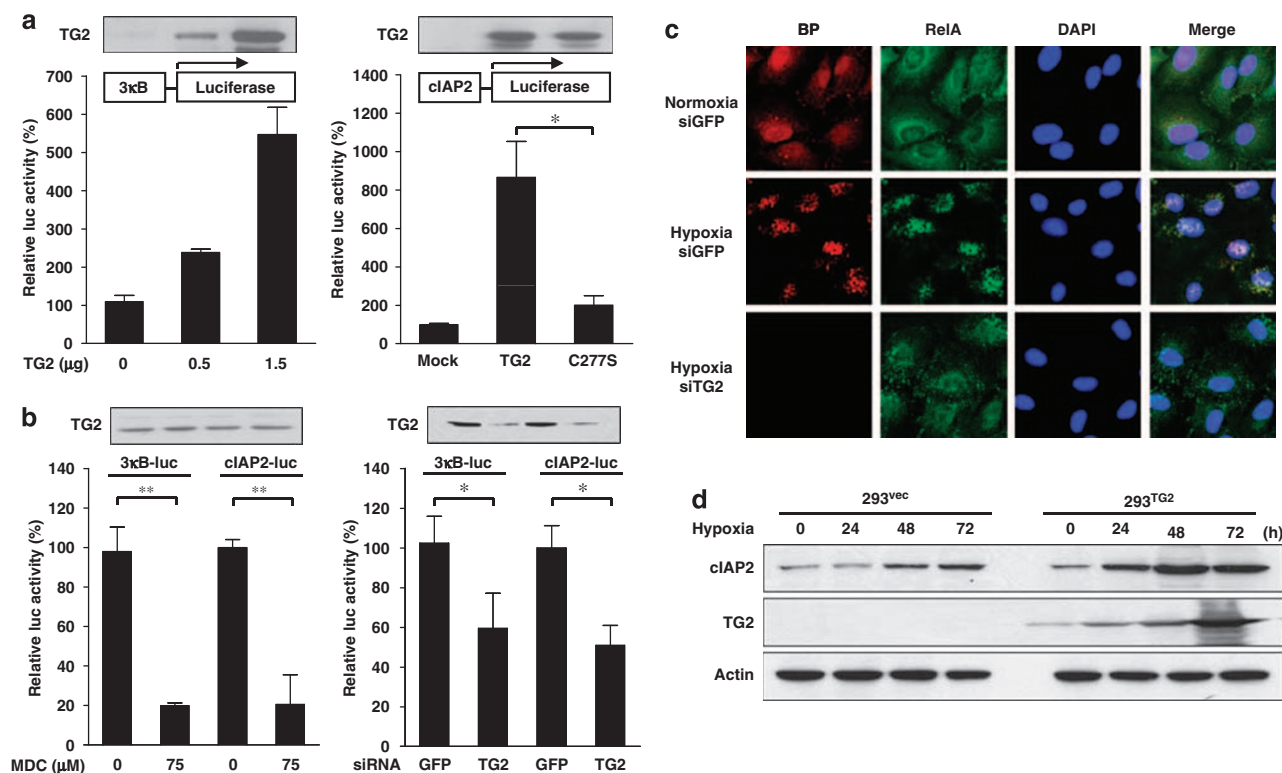 a
TG2
3κB Luciferase
700
600
500
400
300
200
100
0
Relative luc activity (%)
TG2 (µg) 0 0.5 1.5
TG2
cIAP2 Luciferase
1400
1200
1000
800
600
400
200
0
Relative luc activity (%)
*
Mock TG2 C277S
b
TG2
3κB-luc cIAP2-luc
140
120
100
80
60
40
20
0
Relative luc activity (%)
** **
MDC (µM) 0 75 0 75
TG2
3κB-luc cIAP2-luc
140
120
100
80
60
40
20
0
Relative luc activity (%)
* *
siRNA GFP TG2 GFP TG2
c
BP RelA DAPI Merge
Normoxia
siGFP
Hypoxia
siGFP
Hypoxia
siTG2
d
293vec 293TG2
Hypoxia 0 24 48 72 0 24 48 72 (h)
cIAP2
TG2
Actin